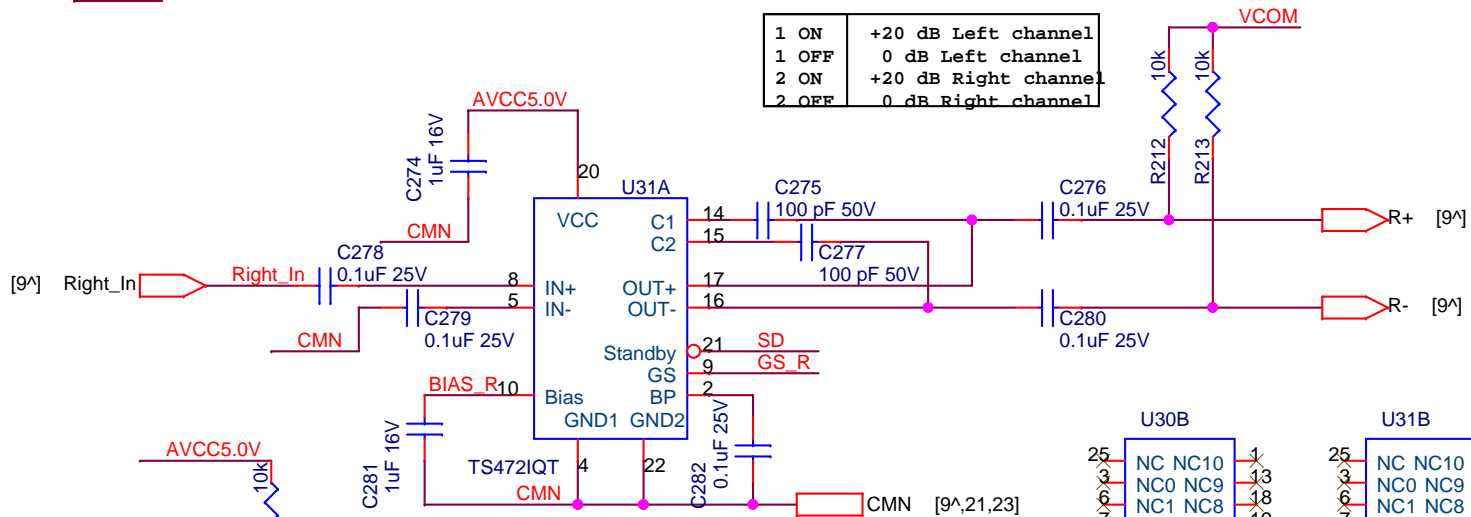 1 ON +20 dB Left channel
1 OFF 0 dB Left channel
2 ON +20 dB Right channel
2 OFF 0 dB Right channel
VCOM
10k
10k
R212
R213
AVCC5.0V
C274
1uF 16V
CMN
20
U31A
VCC
C1
C2
14
15
C275
100 pF 50V
C277
100 pF 50V
C276
0.1uF 25V
R+ [9^]
[9^] Right_In
Right_In
C278
0.1uF 25V
8
IN+
5
IN-
C279
0.1uF 25V
CMN
OUT+
17
OUT-
16
C280
0.1uF 25V
R- [9^]
Standby
21
SD
GS
9
GS_R
BP
2
BIAS_R
10
Bias
GND1
GND2
C281
1uF 16V
TS472IQT
4
22
C282
0.1uF 25V
CMN
CMN [9^,21,23]
AVCC5.0V
10k
U30B
25 NC NC10 1
3 NC0 NC9 13
6 NC1 NC8 18
U31B
25 NC NC10
3 NC0 NC9
6 NC1 NC8